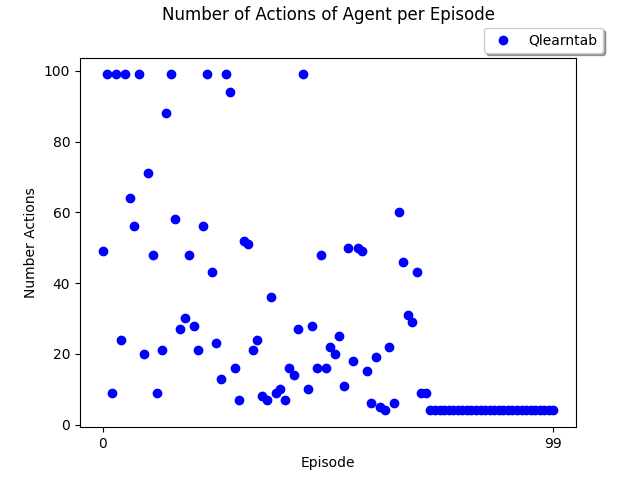 Number of Actions of Agent per Episode
Qlearntab
100
80
60
40
20
0
Number Actions
0
99
Episode